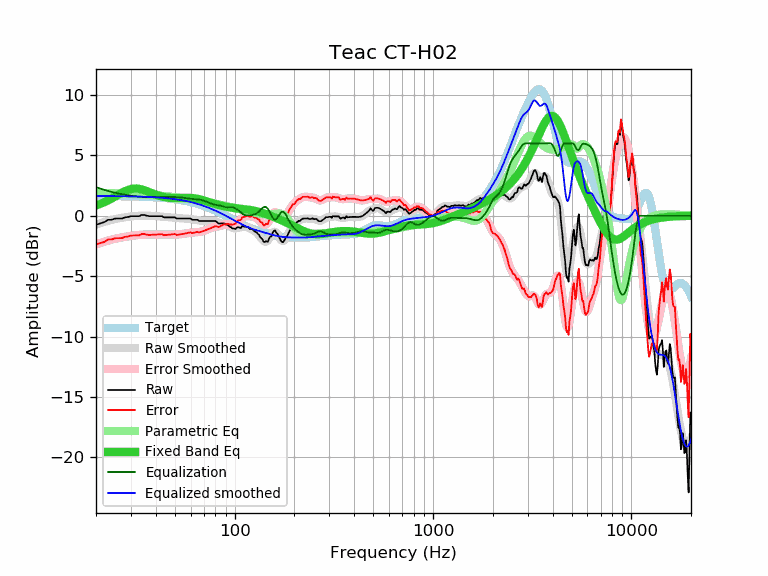 Teac CT-H02
Amplitude (dBr)
10
5
0
−5
−10
−15
−20
Target
Raw Smoothed
Error Smoothed
Raw
Error
Parametric Eq
Fixed Band Eq
Equalization
Equalized smoothed
100 1000 10000
Frequency (Hz)